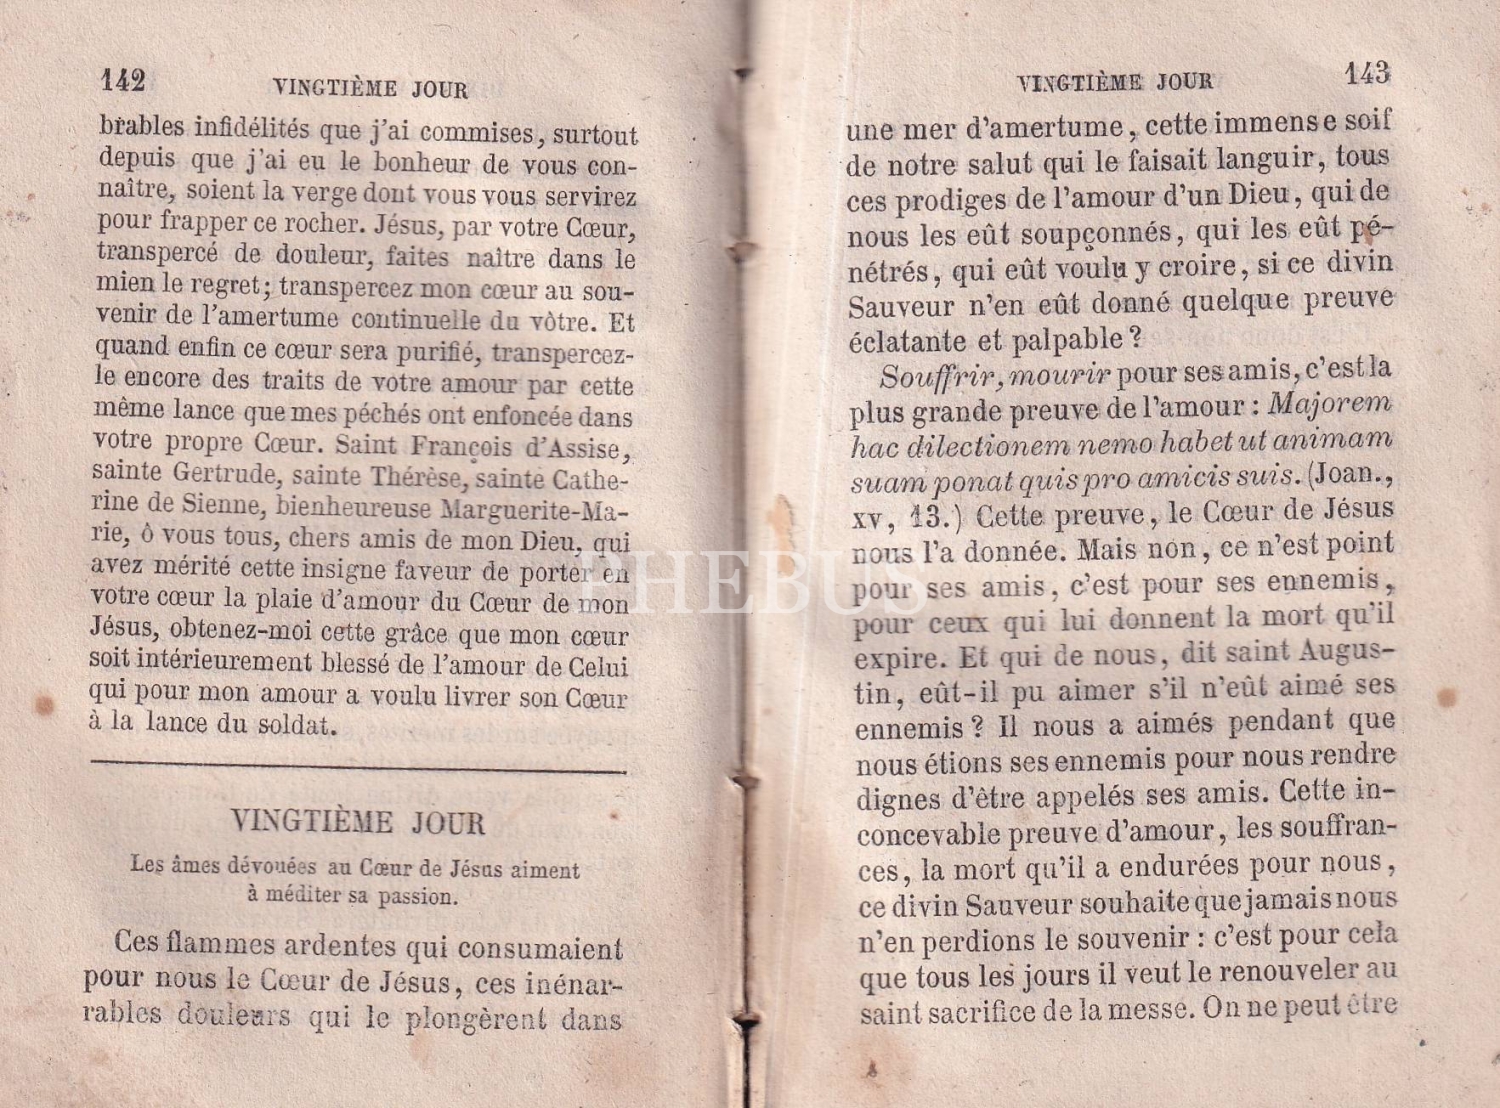 142
VINGTIÈME JOUR
brables infidélités que j'ai commises, surtout
depuis que j'ai eu le bonheur de vous con-
naître, soient la verge dont vous vous servirez
pour frapper ce rocher. Jésus, par votre Cœur,
transpercé de douleur, faites naître dans le
mien le regret; transpercez mon cœur au sou-
venir de l'amertume continuelle du vôtre. Et
quand enfin ce cœur sera purifié, transpercez-
le encore des traits de votre amour par cette
même lance que mes péchés ont enfoncée dans
votre propre Cœur. Saint François d'Assise,
sainte Gertrude, sainte Thérèse, sainte Cathe-
rine de Sienne, bienheureuse Marguerite-Ma-
rie, ô vous tous, chers amis de mon Dieu, qui
avez mérité cette insigne faveur de porter en
votre cœur la plaie d'amour du Cœur de mon
Jésus, obtenez-moi cette grâce que mon cœur
soit intérieurement blessé de l'amour de Celui
qui pour mon amour a voulu livrer son Cœur
à la lance du soldat.
VINGTIÈME JOUR
Les âmes dévouées au Cœur de Jésus aiment
à méditer sa passion.
Ces flammes ardentes qui consumaient
pour nous le Cœur de Jésus, ces inénar-
rables douleurs qui le plongèrent dans
VINGTIÈME JOUR
143
une mer d'amertume, cette immense soif
de notre salut qui le faisait languir, tous
ces prodiges de l'amour d'un Dieu, qui de
nous les eût soupçonnés, qui les eût pé-
nétrés, qui eût voulu y croire, si ce divin
Sauveur n'en eût donné quelque preuve
éclatante et palpable?
Souffrir, mourir pour ses amis, c'est la
plus grande preuve de l'amour : Majorem
hac dilectionem nemo habet ut animam
suam ponat quis pro amicis suis. (Joan.,
xv, 13.) Cette preuve, le Cœur de Jésus
nous l'a donnée. Mais non, ce n'est point
pour ses amis, c'est pour ses ennemis,
pour ceux qui lui donnent la mort qu'il
expire. Et qui de nous, dit saint Augus-
tin, eût-il pu aimer s'il n'eût aimé ses
ennemis? Il nous a aimés pendant que
nous étions ses ennemis pour nous rendre
dignes d'être appelés ses amis. Cette in-
concevable preuve d'amour, les souffran-
ces, la mort qu'il a endurées pour nous,
ce divin Sauveur souhaite que jamais nous
n'en perdions le souvenir : c'est pour cela
que tous les jours il veut le renouveler au
saint sacrifice de la messe. On ne peut être
PHEBUS